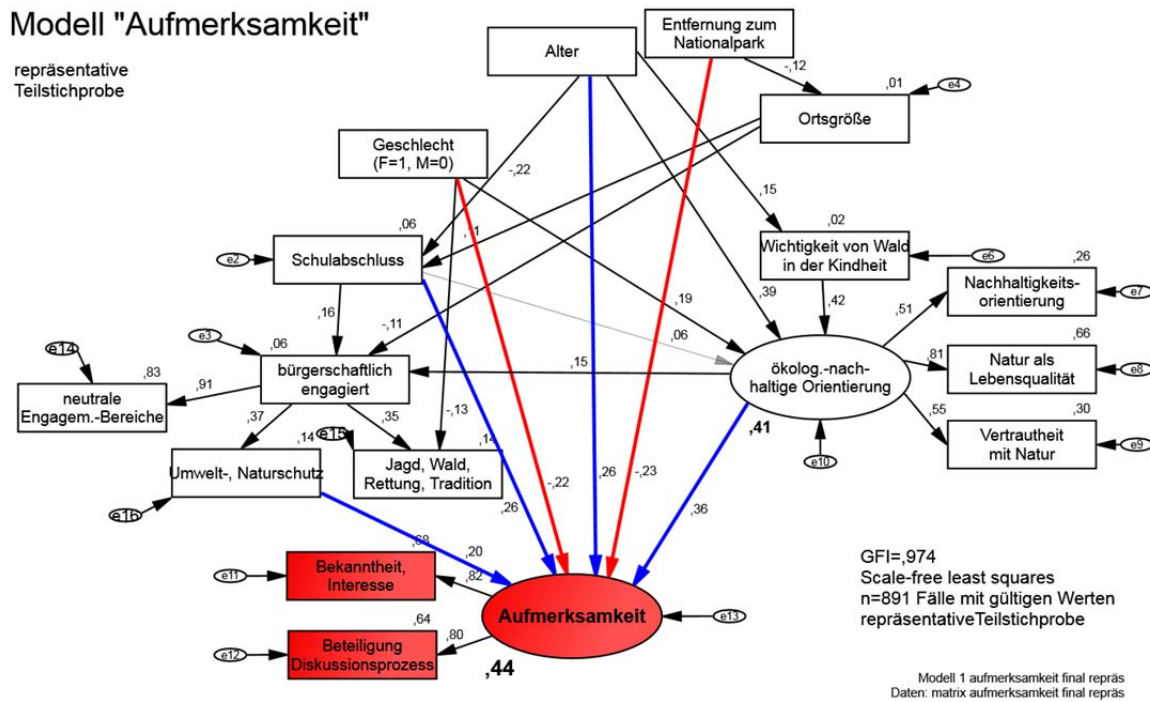 Modell "Aufmerksamkeit"
repräsentative
Teilstichprobe
Alter
Entfernung zum
Nationalpark
-,12
,01
e4
Ortsgröße
Geschlecht
(F=1, M=0)
-,22
,15
,06
,02
e2
Schulabschluss
Wichtigkeit von Wald
in der Kindheit
e6
,26
Nachhaltigkeits-
orientierung
e7
,16
-,11
,19
,39
,42
,51
,06
e3
,06
e14
,83
bürgerschaftlich
engagiert
,15
ökolog.-nach-
haltige Orientierung
,81
,66
Natur als
Lebensqualität
e8
neutrale
Engagem.-Bereiche
,91
,37
,35
-,13
,41
,55
,30
e15
,14
,14
e10
Vertrautheit
mit Natur
e9
Umwelt-, Naturschutz
Jagd, Wald,
Rettung, Tradition
e16
-,22
,26
-,23
,26
,36
,68
,20
e11
Bekanntheit,
Interesse
,82
Aufmerksamkeit
e13
,64
e12
Beteiligung
Diskussionsprozess
,80
,44
GFI=,974
Scale-free least squares
n=891 Fälle mit gültigen Werten
repräsentativeTeilstichprobe
Modell 1 aufmerksamkeit final repräs
Daten: matrix aufmerksamkeit final repräs